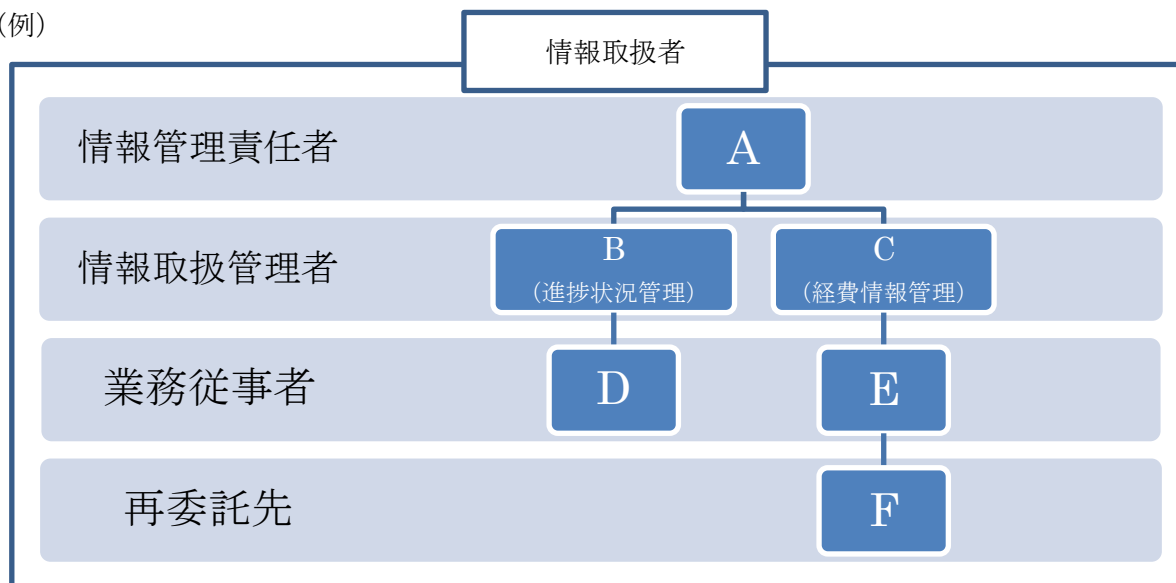 (例)
情報取扱者
情報管理責任者
A
情報取扱管理者
B
（進捗状況管理）
C
（経費情報管理）
業務従事者
D
E
再委託先
F